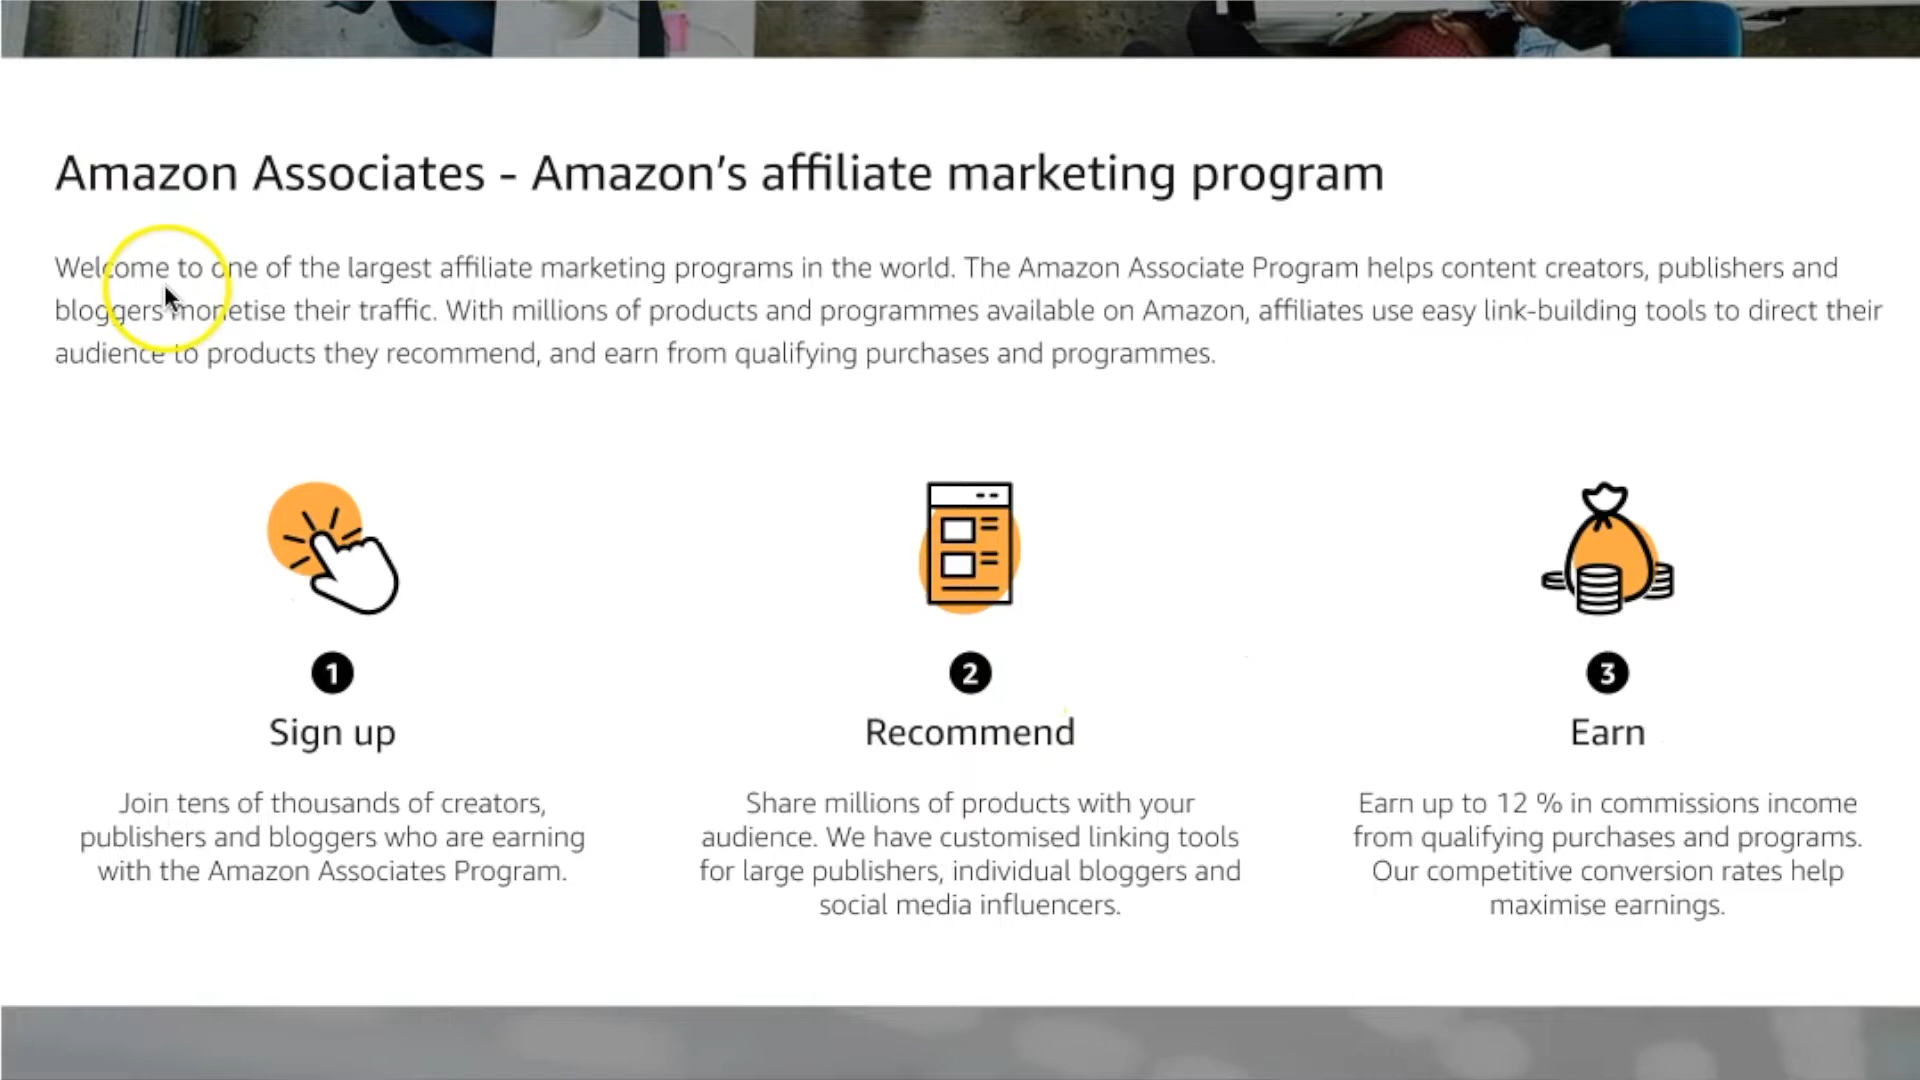 Amazon Associates - Amazon's affiliate marketing program
Welcome to one of the largest affiliate marketing programs in the world. The Amazon Associate Program helps content creators, publishers and
bloggers monetise their traffic. With millions of products and programmes available on Amazon, affiliates use easy link-building tools to direct their
audience to products they recommend, and earn from qualifying purchases and programmes.
1
Sign up
Join tens of thousands of creators,
publishers and bloggers who are earning
with the Amazon Associates Program.
2
Recommend
Share millions of products with your
audience. We have customised linking tools
for large publishers, individual bloggers and
social media influencers.
3
Earn
Earn up to 12 % in commissions income
from qualifying purchases and programs.
Our competitive conversion rates help
maximise earnings.